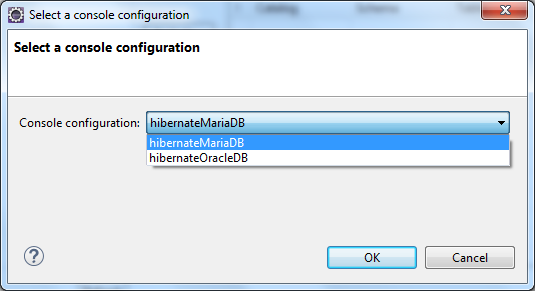 Select a console configuration
Select a console configuration
Console configuration: hibernateMariaDB
hibernateMariaDB
hibernateOracleDB
OK Cancel